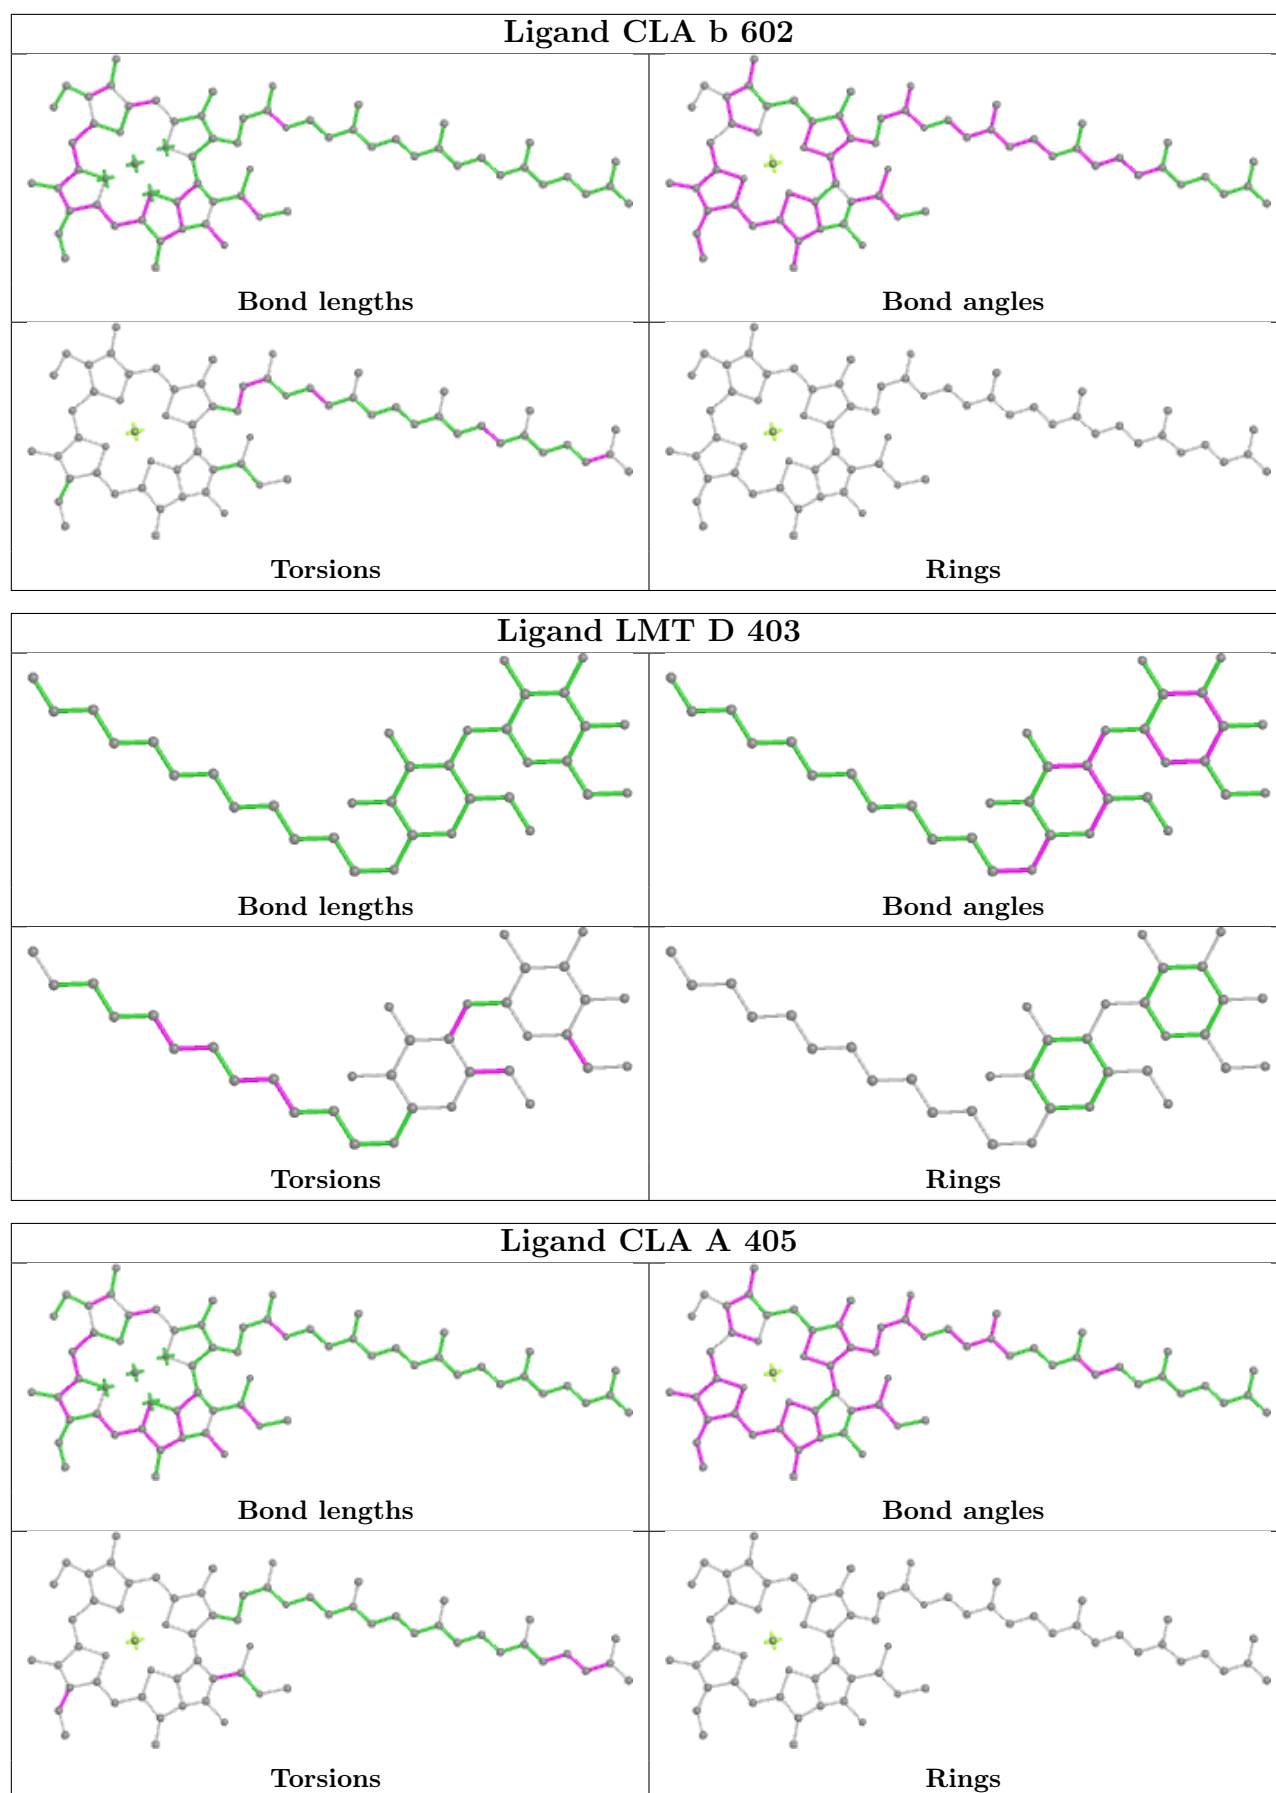 Ligand CLA b 602
Bond lengths
Bond angles
Torsions
Rings
Ligand LMT D 403
Bond lengths
Bond angles
Torsions
Rings
Ligand CLA A 405
Bond lengths
Bond angles
Torsions
Rings